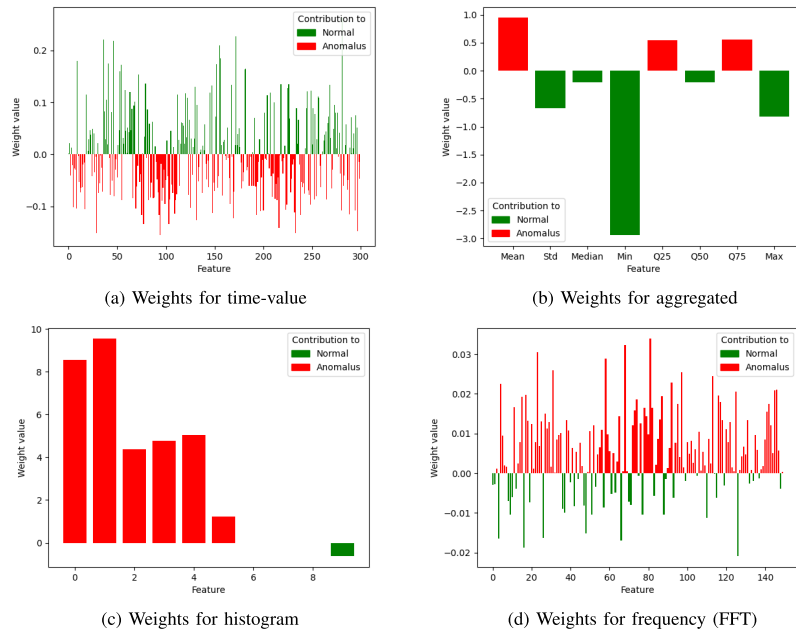 Contribution to
Normal
Anomalus
0.2
0.1
0.0
−0.1
Weight value
0 50 100 150 200 250 300
Feature
(a) Weights for time-value
1.0
0.5
0.0
−0.5
−1.0
−1.5
−2.0
−2.5
−3.0
Weight value
Contribution to
Normal
Anomalus
Mean Std Median Min Q25 Q50 Q75 Max
Feature
(b) Weights for aggregated
Contribution to
Normal
Anomalus
10
8
6
4
2
0
Weight value
0 2 4 6 8
Feature
(c) Weights for histogram
Contribution to
Normal
Anomalus
0.03
0.02
0.01
0.00
−0.01
−0.02
Weight value
0 20 40 60 80 100 120 140
Feature
(d) Weights for frequency (FFT)